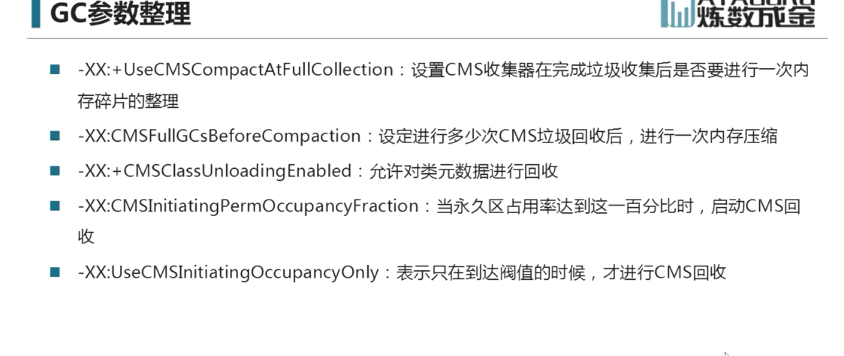 GC参数整理
炼数成金
-XX:+UseCMSCompactAtFullCollection：设置CMS收集器在完成垃圾收集后是否要进行一次内
存碎片的整理
-XX:CMSFullGCsBeforeCompaction：设定进行多少次CMS垃圾回收后，进行一次内存压缩
-XX:+CMSClassUnloadingEnabled：允许对类元数据进行回收
-XX:CMSInitiatingPermOccupancyFraction：当永久区占用率达到这一百分比时，启动CMS回
收
-XX:UseCMSInitiatingOccupancyOnly：表示只在到达阀值的时候，才进行CMS回收